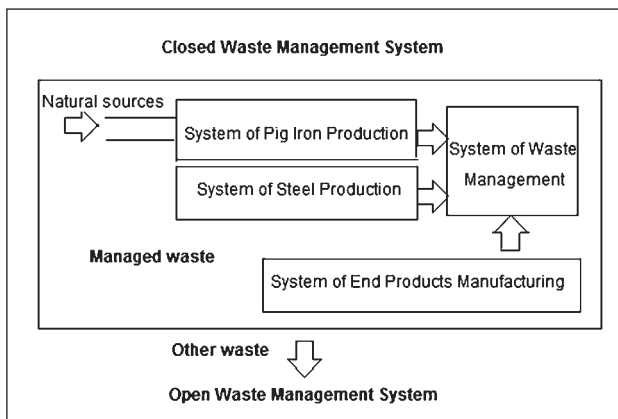 Closed Waste Management System
Natural sources
System of Pig Iron Production
System of Waste
Management
System of Steel Production
Managed waste
System of End Products Manufacturing
Other waste
Open Waste Management System